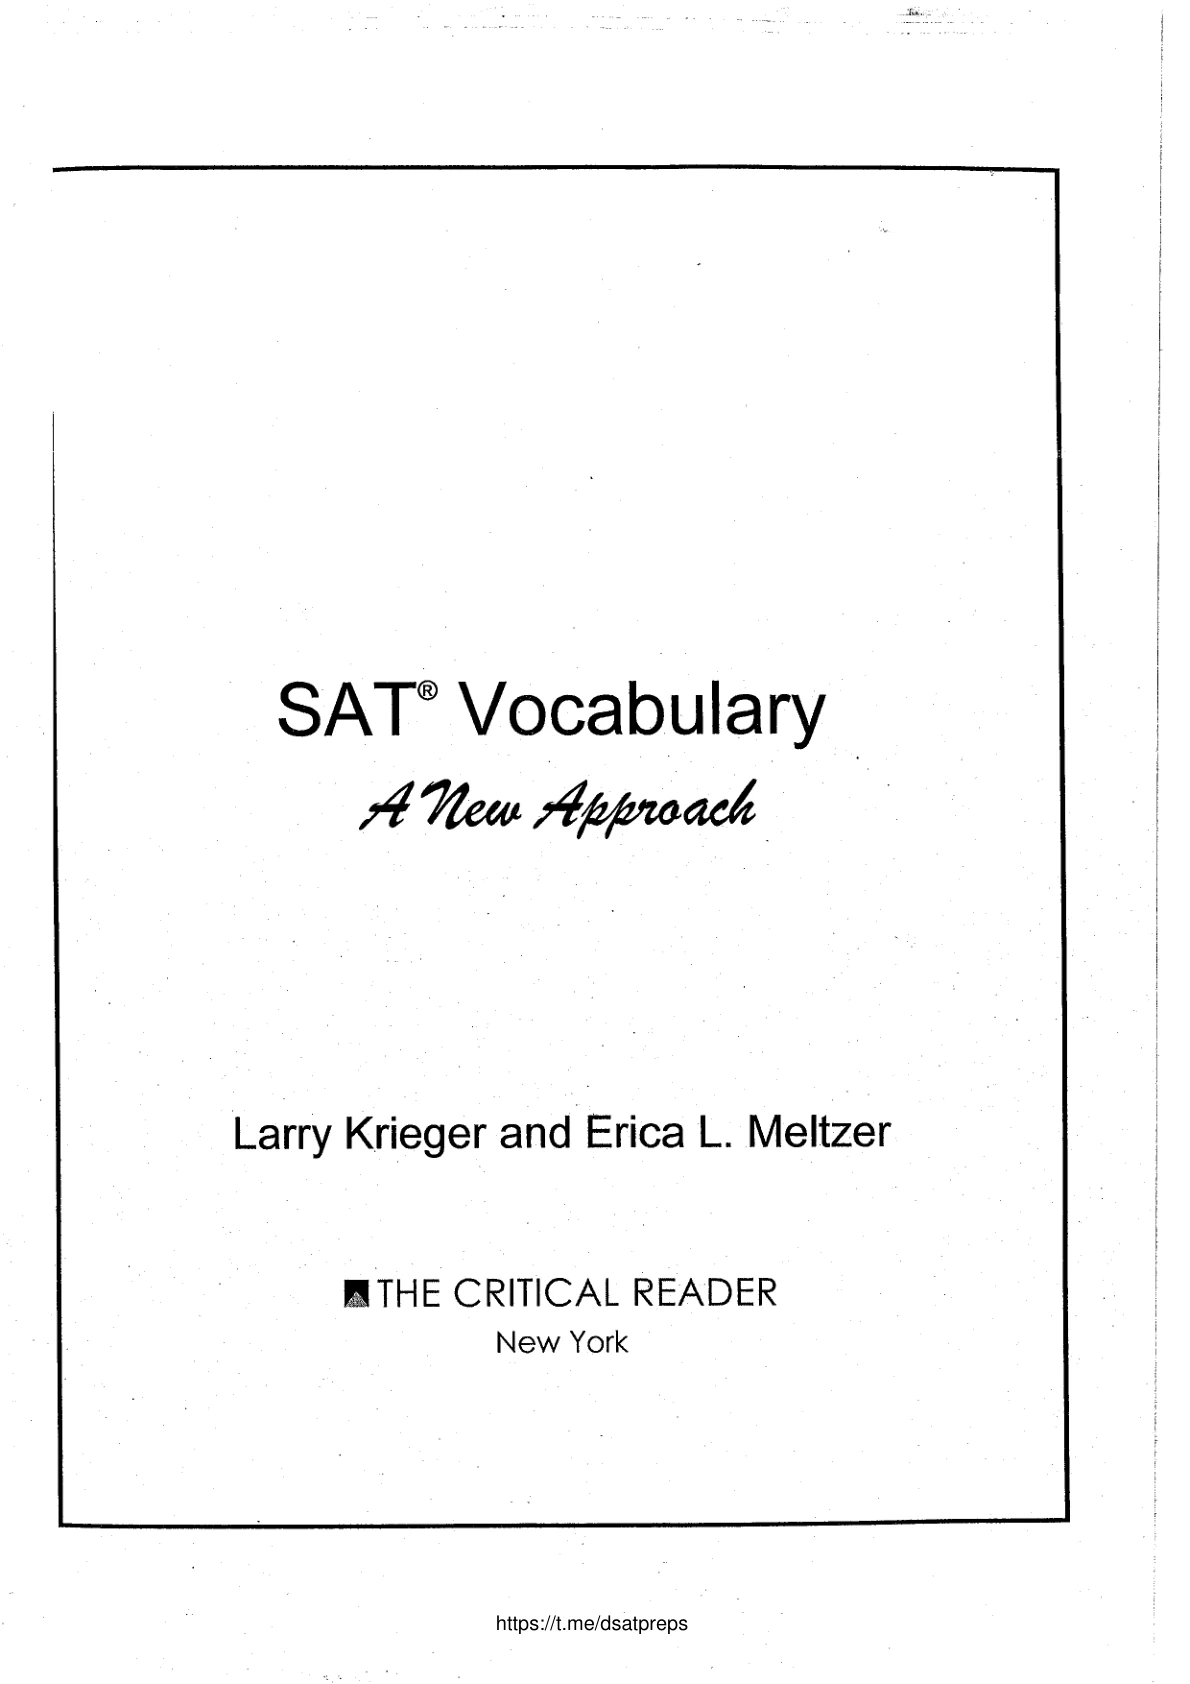 SAT® Vocabulary
A New Approach
Larry Krieger and Erica L. Meltzer
THE CRITICAL READER
New York
https://t.me/dsatpreps